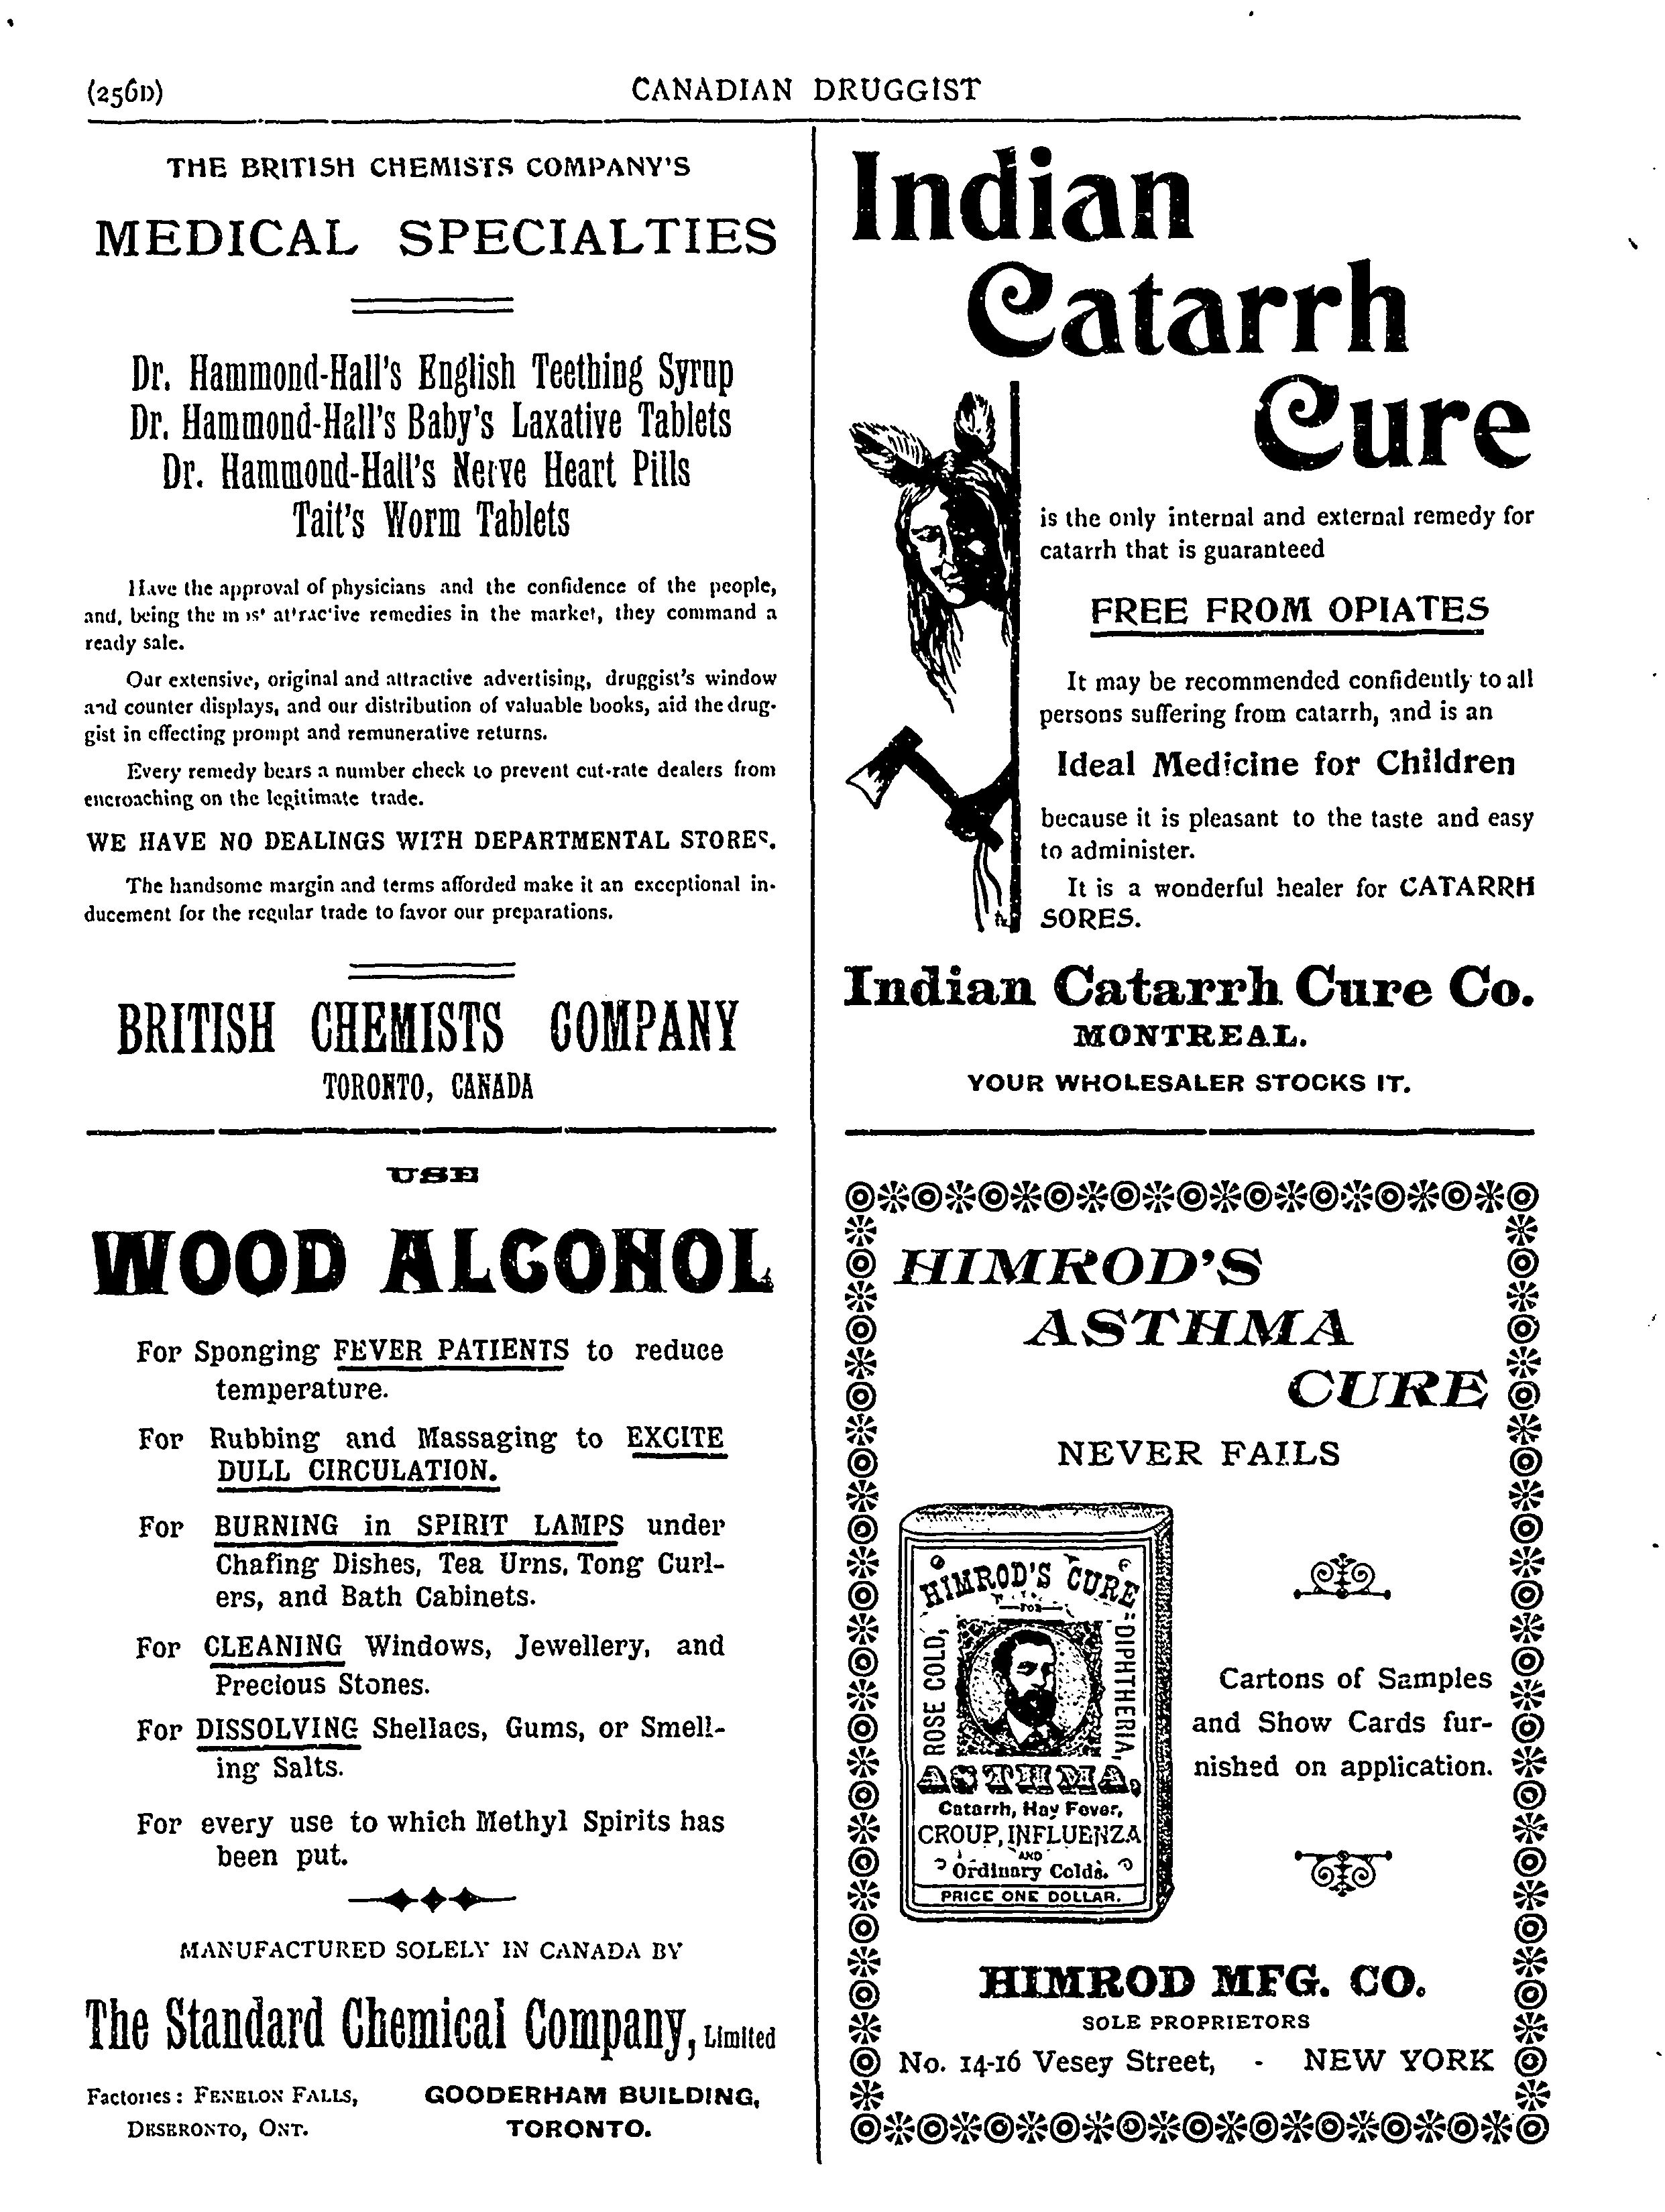 (256D)
CANADIAN DRUGGIST
THE BRITISH CHEMISTS COMPANY'S
MEDICAL SPECIALTIES
Dr. Hammond-Hall's English Teething Syrup
Dr. Hammond-Hall's Baby's Laxative Tablets
Dr. Hammond-Hall's Nerve Heart Pills
Tait's Worm Tablets
Have the approval of physicians and the confidence of the people,
and, being the most attractive remedies in the market, they command a
ready sale.
Our extensive, original and attractive advertising, druggist's window
and counter displays, and our distribution of valuable books, aid the drug-
gist in effecting prompt and remunerative returns.
Every remedy bears a number check to prevent cut-rate dealers from
encroaching on the legitimate trade.
WE HAVE NO DEALINGS WITH DEPARTMENTAL STORES.
The handsome margin and terms afforded make it an exceptional in-
ducement for the regular trade to favor our preparations.
BRITISH CHEMISTS COMPANY
TORONTO, CANADA
USE
WOOD ALCOHOL
For Sponging FEVER PATIENTS to reduce
temperature.
For Rubbing and Massaging to EXCITE
DULL CIRCULATION.
For BURNING in SPIRIT LAMPS under
Chafing Dishes, Tea Urns, Tong Curl-
ers, and Bath Cabinets.
For CLEANING Windows, Jewellery, and
Precious Stones.
For DISSOLVING Shellacs, Gums, or Smell-
ing Salts.
For every use to which Methyl Spirits has
been put.
MANUFACTURED SOLELY IN CANADA BY
The Standard Chemical Company, Limited
Factories: FENELON FALLS,
DESERONTO, ONT.
GOODERHAM BUILDING,
TORONTO.
Indian
Catarrh
Cure
is the only internal and external remedy for
catarrh that is guaranteed
FREE FROM OPIATES
It may be recommended confidently to all
persons suffering from catarrh, and is an
Ideal Medicine for Children
because it is pleasant to the taste and easy
to administer.
It is a wonderful healer for CATARRH
SORES.
Indian Catarrh Cure Co.
MONTREAL.
YOUR WHOLESALER STOCKS IT.
HIMROD'S
ASTHMA
CURE
NEVER FAILS
HIMROD'S CURE
FOR
ROSE COLD,
DIPHTHERIA,
ASTHMA,
Catarrh, Hay Fever,
CROUP, INFLUENZA
AND
Ordinary Colds.
PRICE ONE DOLLAR.
Cartons of Samples
and Show Cards fur-
nished on application.
HIMROD MFG. CO.
SOLE PROPRIETORS
No. 14-16 Vesey Street, - NEW YORK